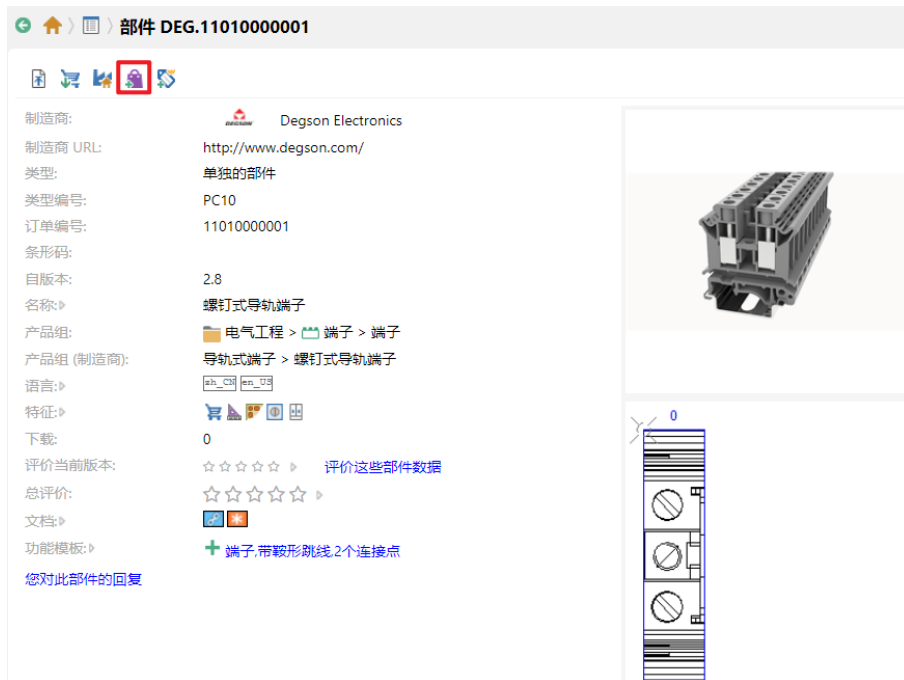 部件 DEG.11010000001
制造商: DEGSON Degson Electronics
制造商 URL: http://www.degson.com/
类型: 单独的部件
类型编号: PC10
订单编号: 11010000001
条形码:
自版本: 2.8
名称: 螺钉式导轨端子
产品组: 电气工程 > 端子 > 端子
产品组 (制造商): 导轨式端子 > 螺钉式导轨端子
语言: zh_CN en_US
特征:
下载: 0
评价当前版本: 评价这些部件数据
总评价:
文档:
功能模板: 端子,带鞍形跳线,2个连接点
您对此部件的回复
0